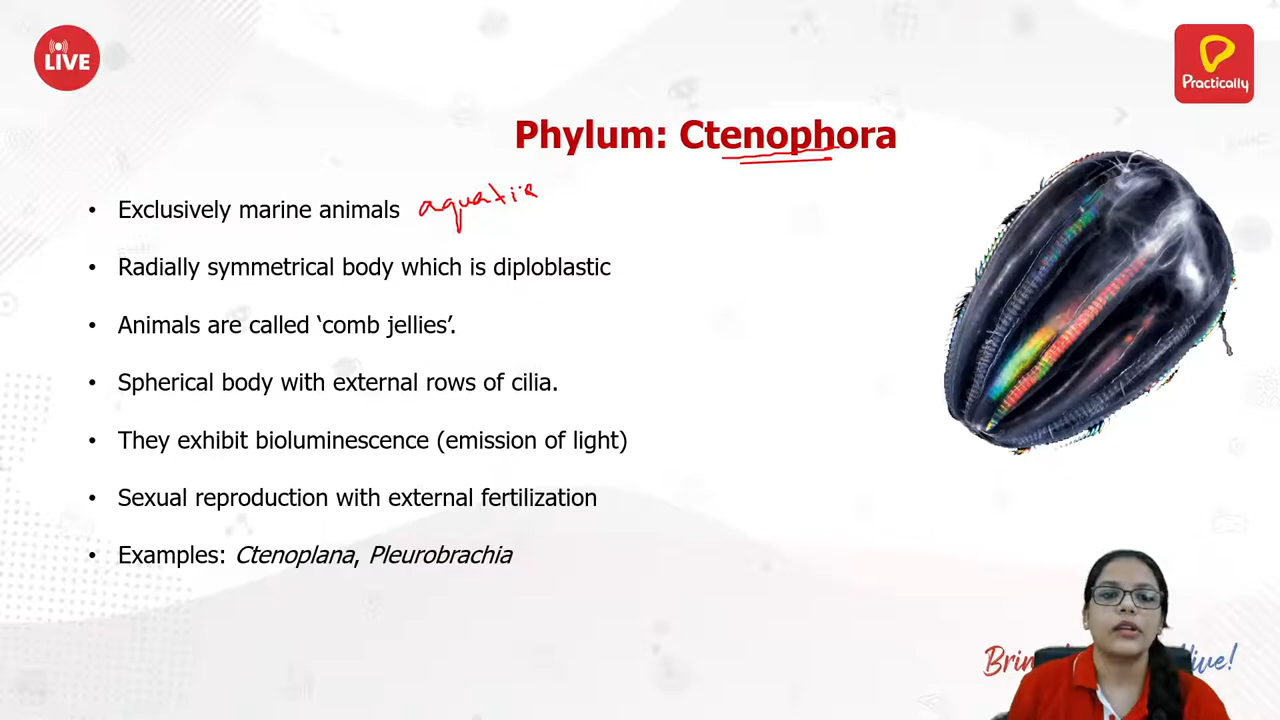 LIVE
Practically
Phylum: Ctenophora
• Exclusively marine animals aquatic
• Radially symmetrical body which is diploblastic
• Animals are called ‘comb jellies’.
• Spherical body with external rows of cilia.
• They exhibit bioluminescence (emission of light)
• Sexual reproduction with external fertilization
• Examples: Ctenoplana, Pleurobrachia